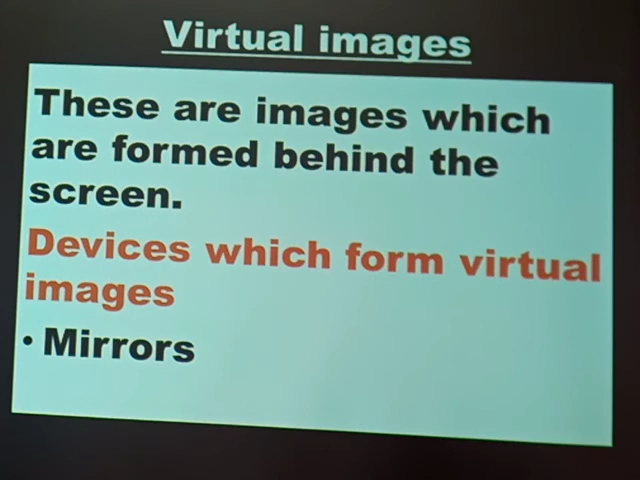 Virtual images
These are images which
are formed behind the
screen.
Devices which form virtual
images
• Mirrors